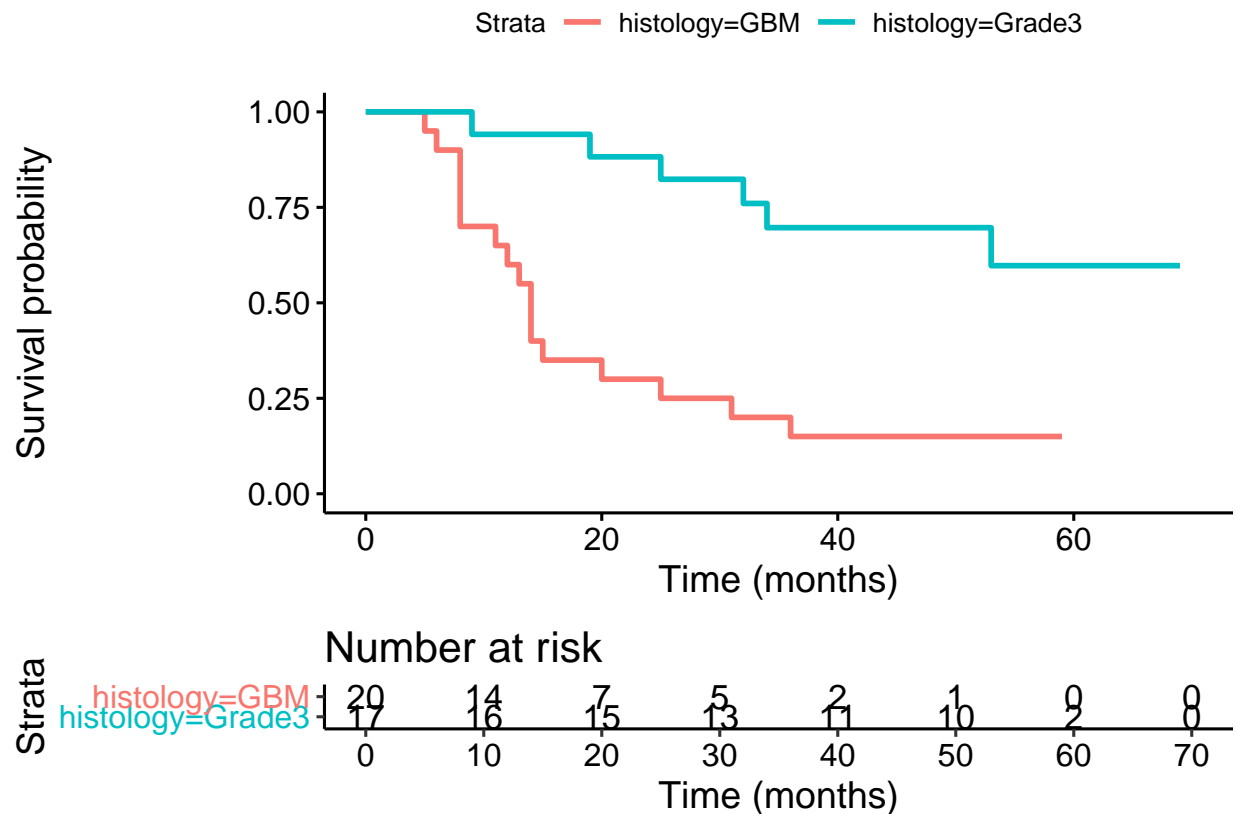 Strata histology=GBM histology=Grade3
Survival probability
1.00
0.75
0.50
0.25
0.00
0 20 40 60
Time (months)
Number at risk
Strata
histology=GBM 20 14 7 5 2 1 0 0
histology=Grade3 17 16 15 13 11 10 2 0
0 10 20 30 40 50 60 70
Time (months)